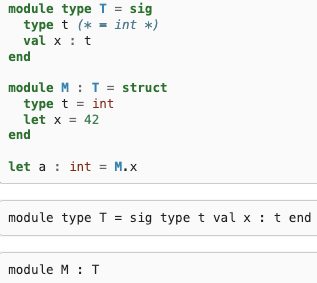 module type T = sig
  type t (* = int *)
  val x : t
end

module M : T = struct
  type t = int
  let x = 42
end

let a : int = M.x

module type T = sig type t val x : t end

module M : T